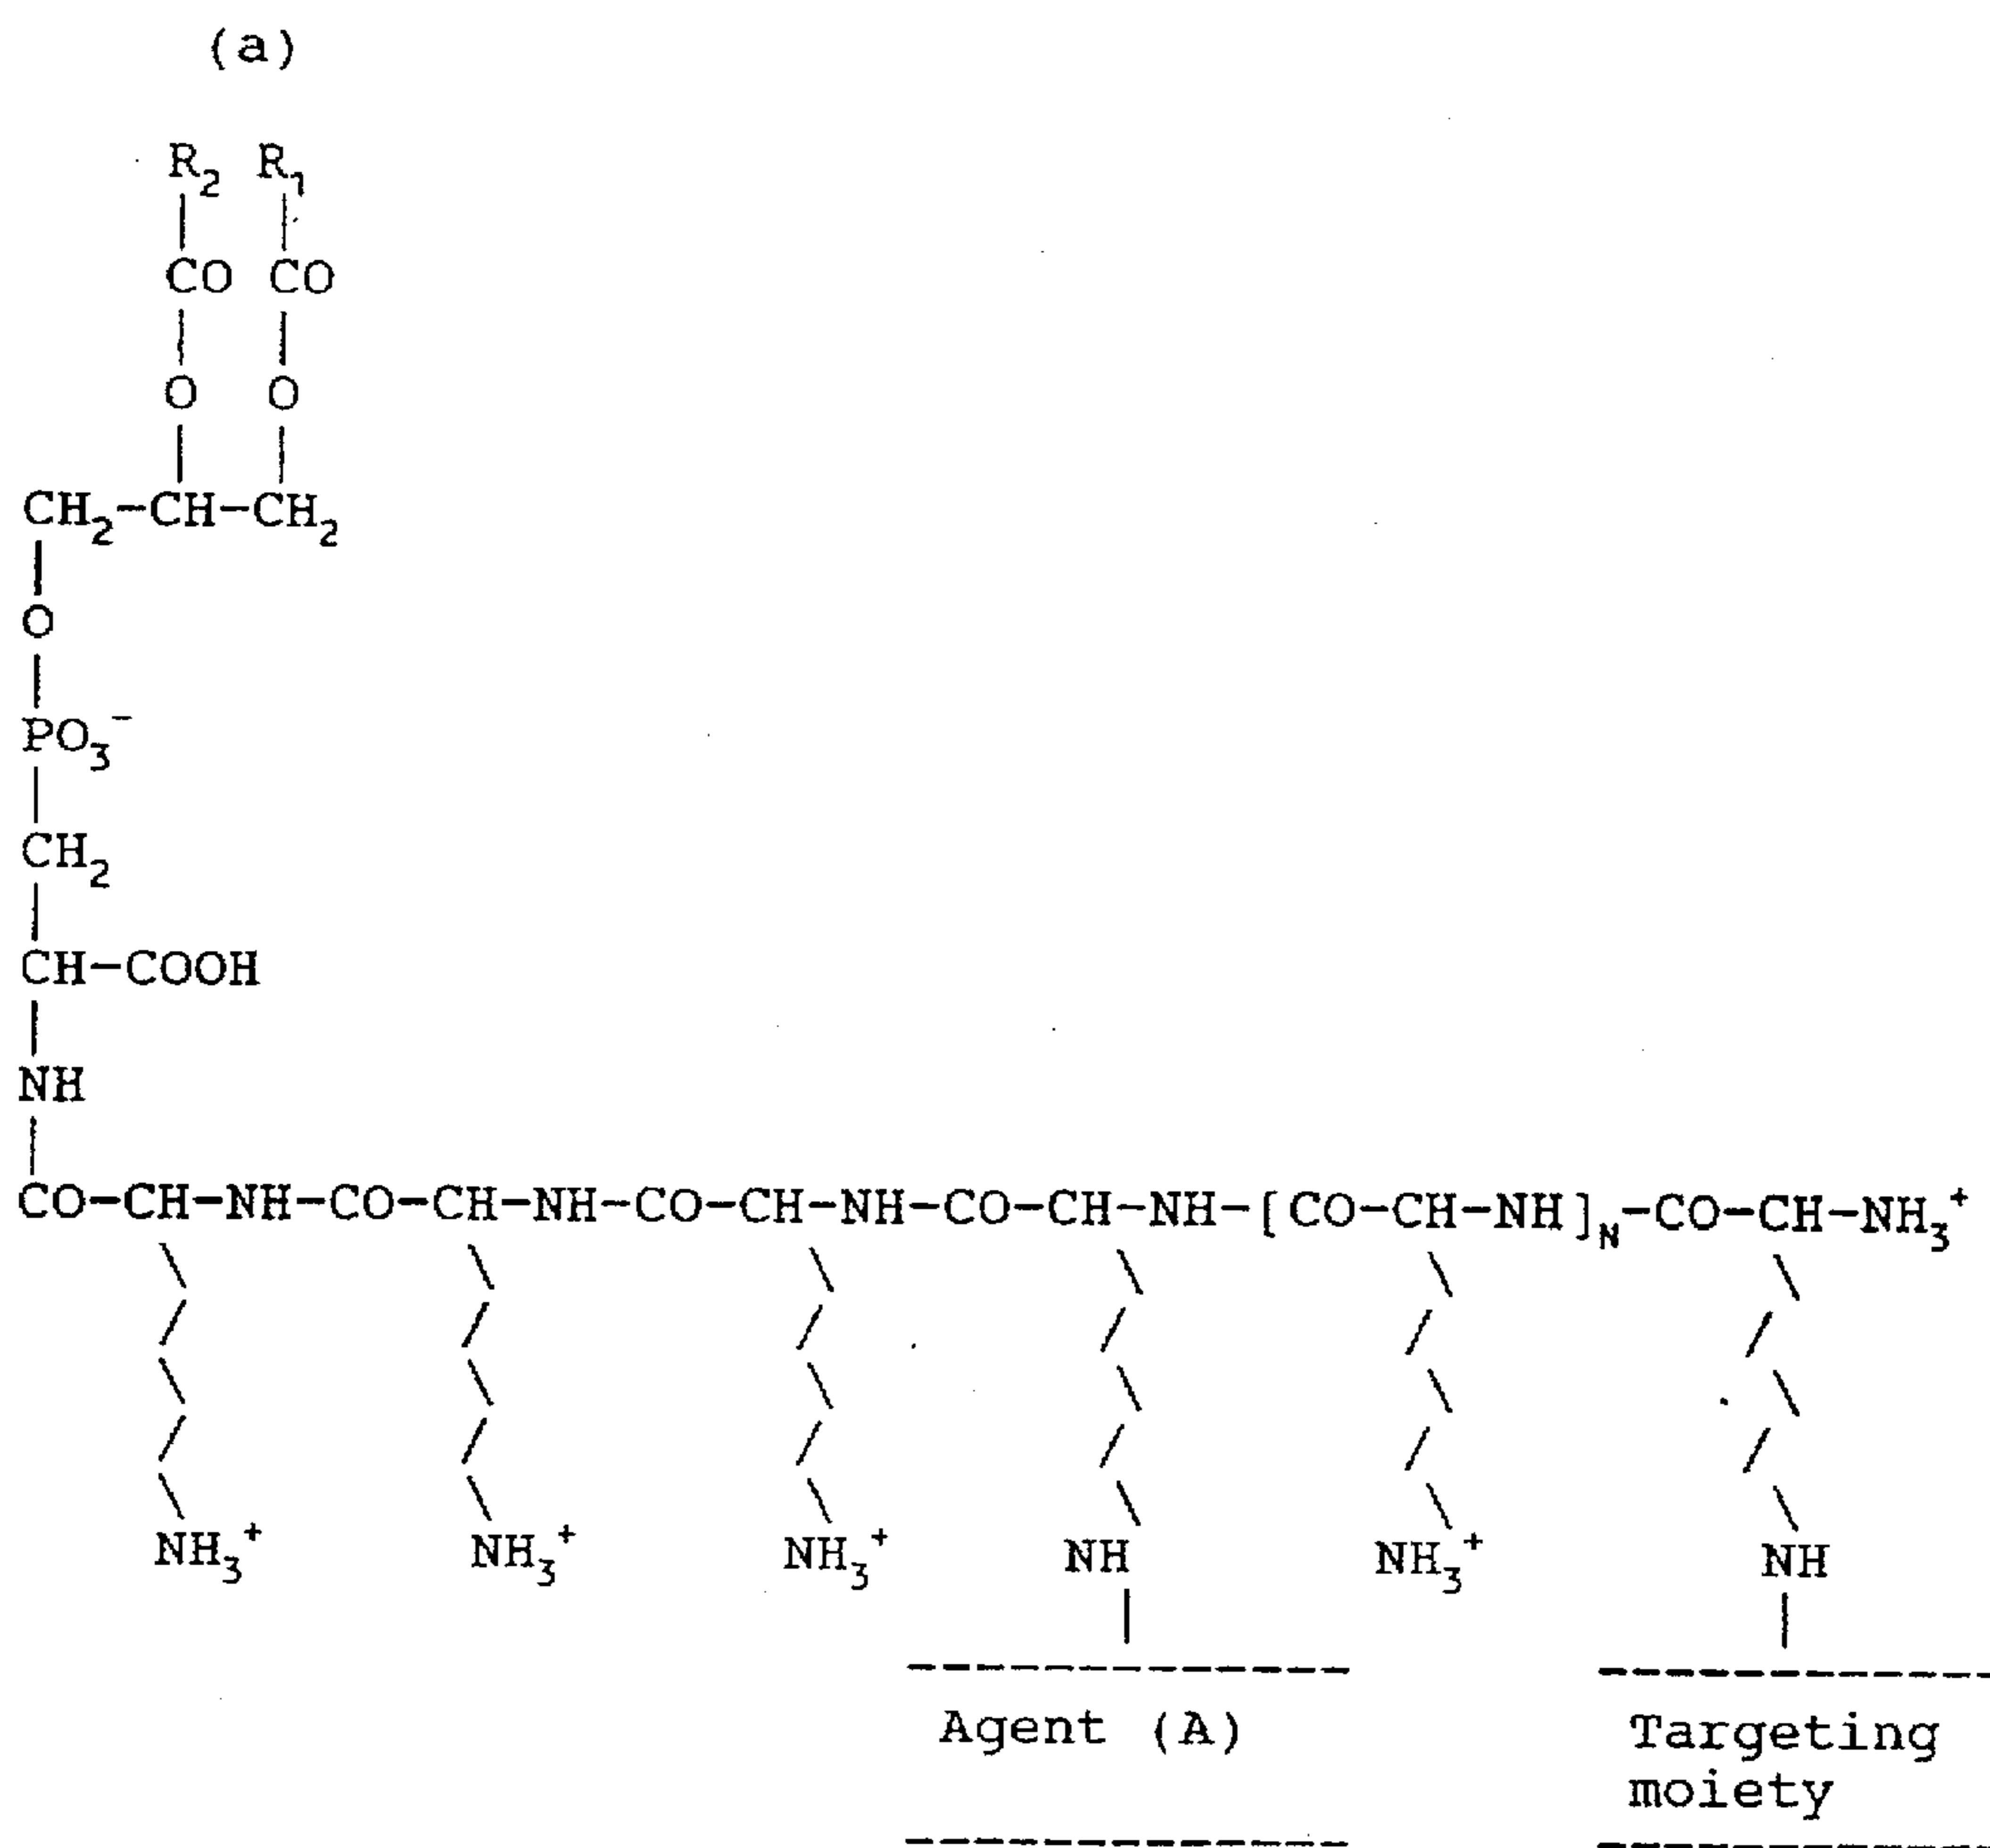 (a)
R2 R1
CO CO
O O
CH2-CH-CH2
O
PO3-
CH2
CH-COOH
NH
CO-CH-NH-CO-CH-NH-CO-CH-NH-CO-CH-NH-[CO-CH-NH]N-CO-CH-NH3+
NH3+ NH3+ NH3+ NH NH3+ NH
Agent (A) Targeting
moiety